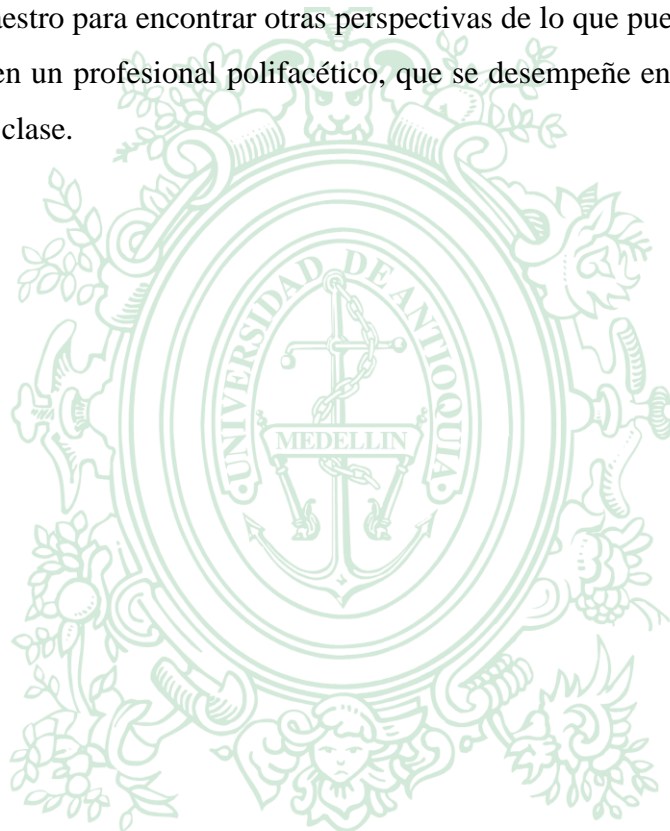 aestro para encontrar otras perspectivas de lo que pue
en un profesional polifacético, que se desempeñe en
clase.
UNIVERSIDAD DE ANTIOQUIA
MEDELLIN